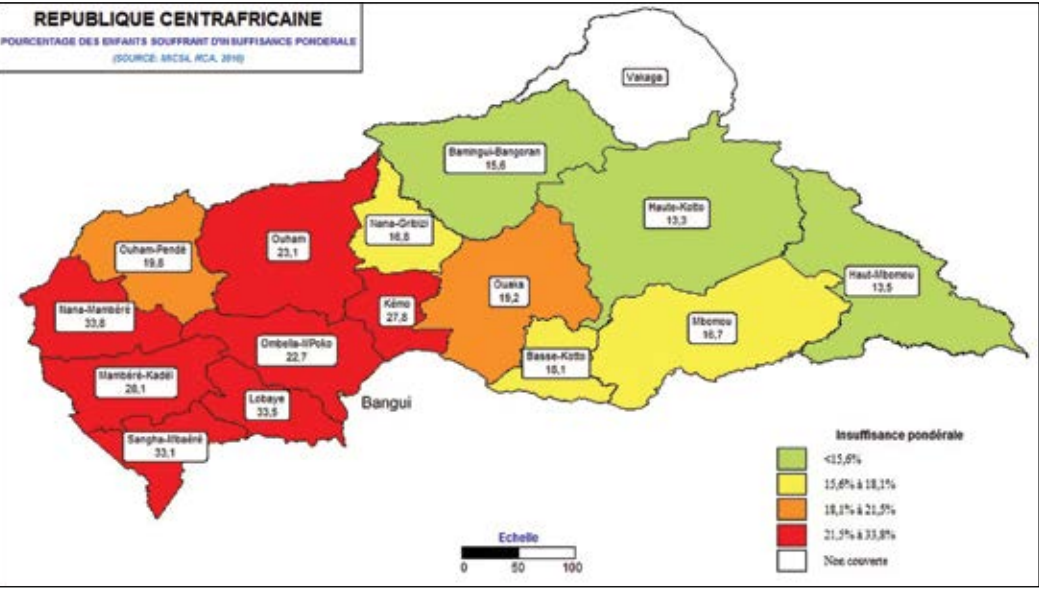 REPUBLIQUE CENTRAFRICAINE
POURCENTAGE DES ENFANTS SOUFFRANT D'INSUFFISANCE PONDERALE
(SOURCE: MICS4, RCA, 2010)
Vakaga
Bamingui-Bangoran
15,6
Haute-Kotto
13,3
Nana-Gribizi
16,8
Ouham
23,1
Ouham-Pendé
19,8
Haut-Mbomou
13,5
Ouaka
19,2
Kémo
27,8
Nana-Mambéré
33,8
Mbomou
16,7
Ombella-MPoko
22,7
Basse-Kotto
18,1
Mambéré-Kadéï
28,1
Lobaye
33,5
Bangui
Sangha-Mbaéré
33,1
Insuffisance pondérale
<15,6%
15,6% à 18,1%
18,1% à 21,5%
21,5% à 33,8%
Non couverte
Echelle
0 50 100